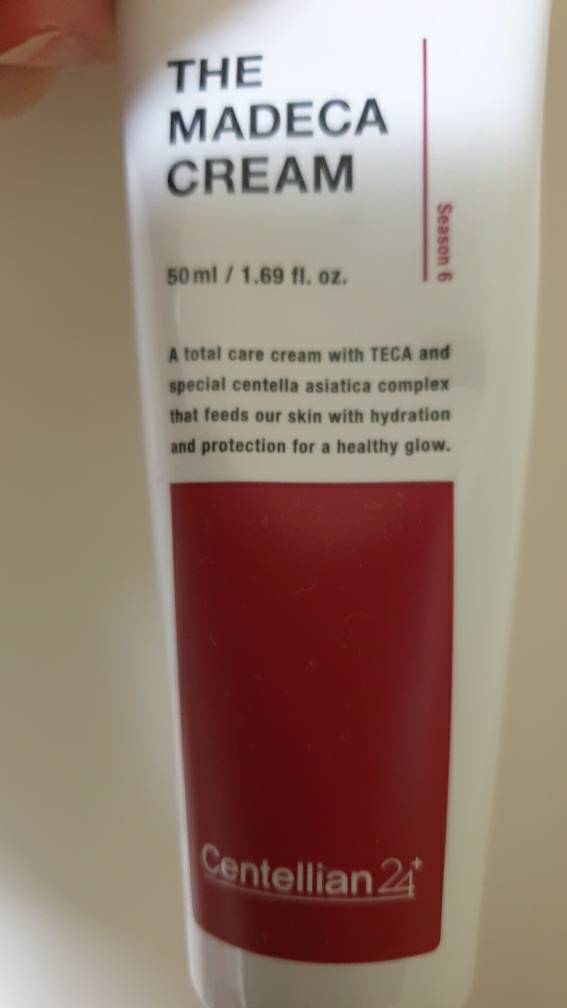 THE
MADECA
CREAM
Season 6
50ml / 1.69 fl. oz.
A total care cream with TECA and
special centella asiatica complex
that feeds our skin with hydration
and protection for a healthy glow.
Centellian24+